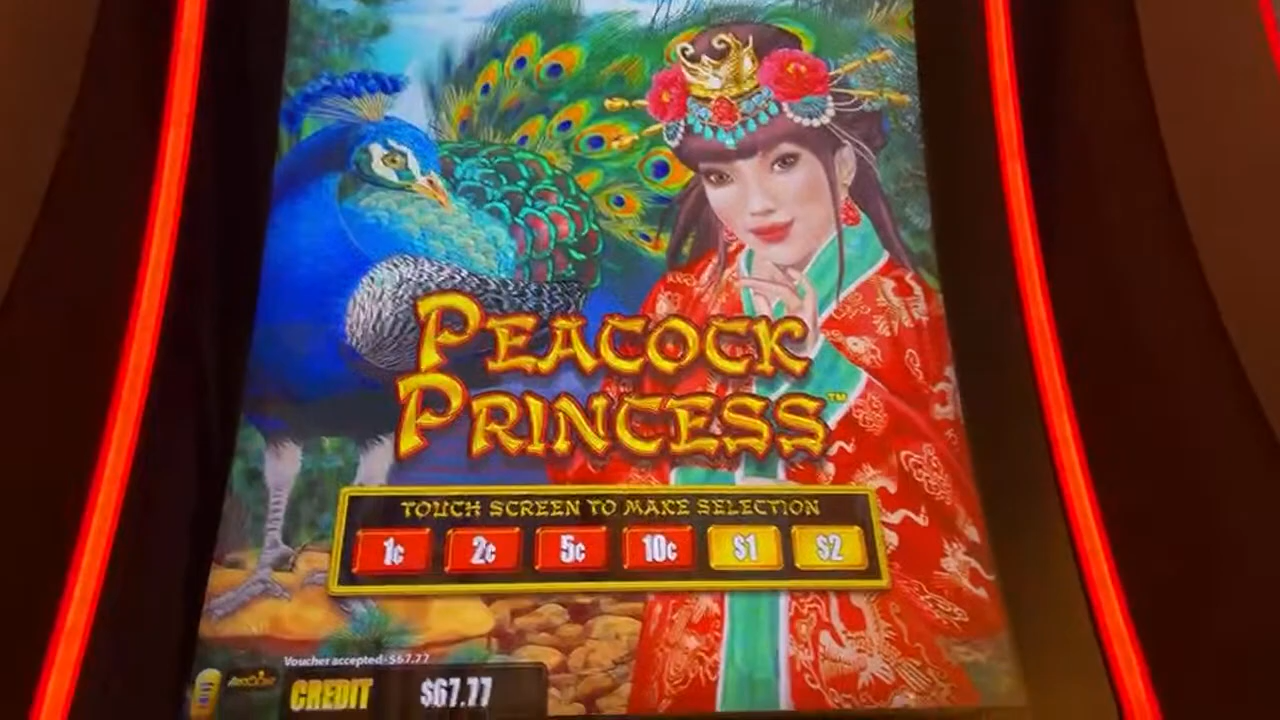 PEACOCK
PRINCESS™
TOUCH SCREEN TO MAKE SELECTION
1¢ 2¢ 5¢ 10¢ $1 $2
Voucher accepted-$67.77
CREDIT $67.77